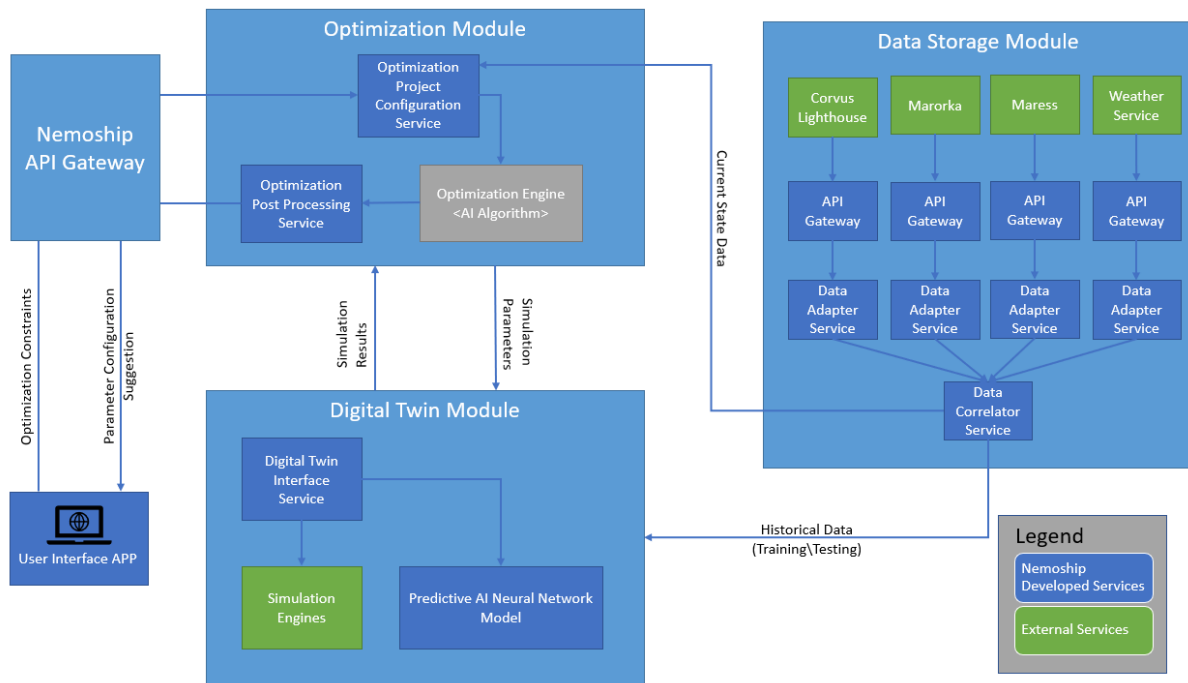 Optimization Module
Data Storage Module
Nemoship
API Gateway
Optimization
Project
Configuration
Service
Optimization
Post Processing
Service
Optimization Engine
<AI Algorithm>
Current State Data
Corvus
Lighthouse
Marorka
Maress
Weather
Service
API
Gateway
API
Gateway
API
Gateway
API
Gateway
Data
Adapter
Service
Data
Adapter
Service
Data
Adapter
Service
Data
Adapter
Service
Data
Correlator
Service
Optimization Constraints
Parameter Configuration
Suggestion
Simulation
Results
Simulation
Parameters
Digital Twin Module
Digital Twin
Interface
Service
Simulation
Engines
Predictive AI Neural Network
Model
User Interface APP
Historical Data
(Training\Testing)
Legend
Nemoship
Developed Services
External Services